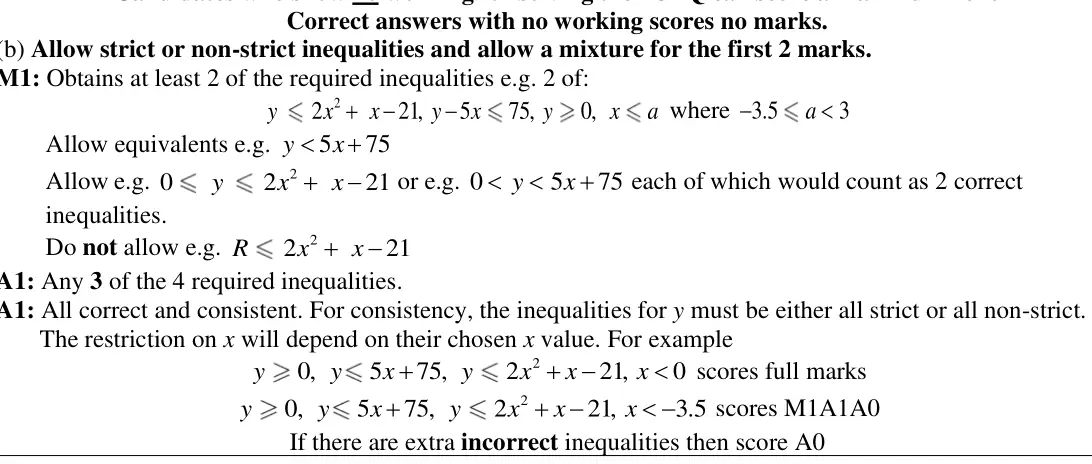 Correct answers with no working scores no marks.
(b) Allow strict or non-strict inequalities and allow a mixture for the first 2 marks.
M1: Obtains at least 2 of the required inequalities e.g. 2 of:
y ⩽ 2x² + x−21, y−5x ⩽ 75, y ⩾ 0, x ⩽ a where −3.5 ⩽ a < 3
Allow equivalents e.g. y < 5x+75
Allow e.g. 0 ⩽ y ⩽ 2x² + x−21 or e.g. 0 < y < 5x+75 each of which would count as 2 correct
inequalities.
Do not allow e.g. R ⩽ 2x² + x−21
A1: Any 3 of the 4 required inequalities.
A1: All correct and consistent. For consistency, the inequalities for y must be either all strict or all non-strict.
The restriction on x will depend on their chosen x value. For example
y ⩾ 0, y ⩽ 5x+75, y ⩽ 2x² + x−21, x < 0 scores full marks
y ⩾ 0, y ⩽ 5x+75, y ⩽ 2x² + x−21, x < −3.5 scores M1A1A0
If there are extra incorrect inequalities then score A0